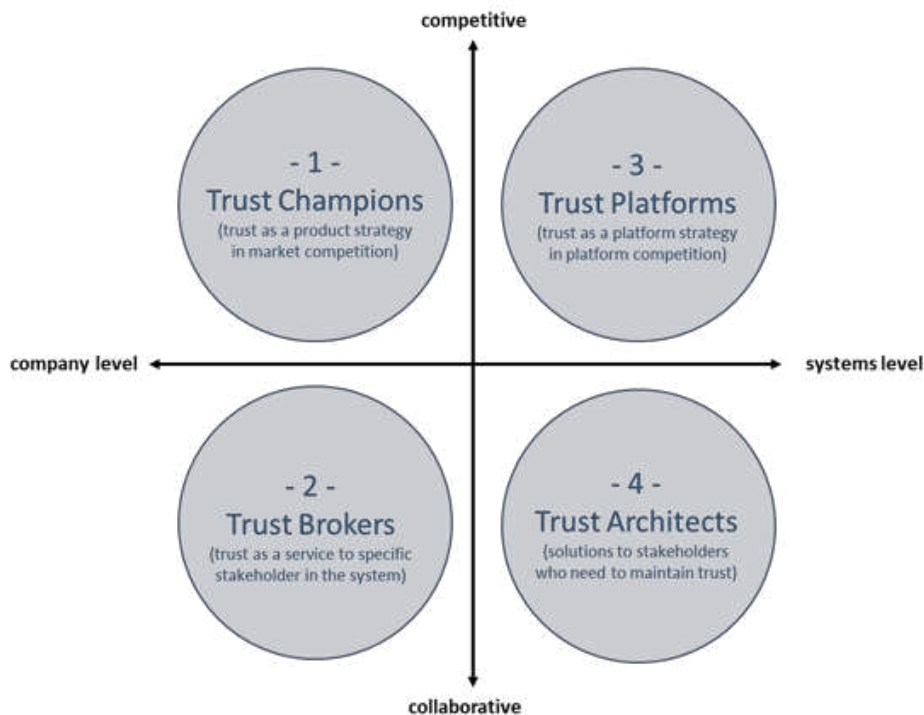 competitive
- 1 -
Trust Champions
(trust as a product strategy
in market competition)
- 3 -
Trust Platforms
(trust as a platform strategy
in platform competition)
company level
systems level
- 2 -
Trust Brokers
(trust as a service to specific
stakeholder in the system)
- 4 -
Trust Architects
(solutions to stakeholders
who need to maintain trust)
collaborative